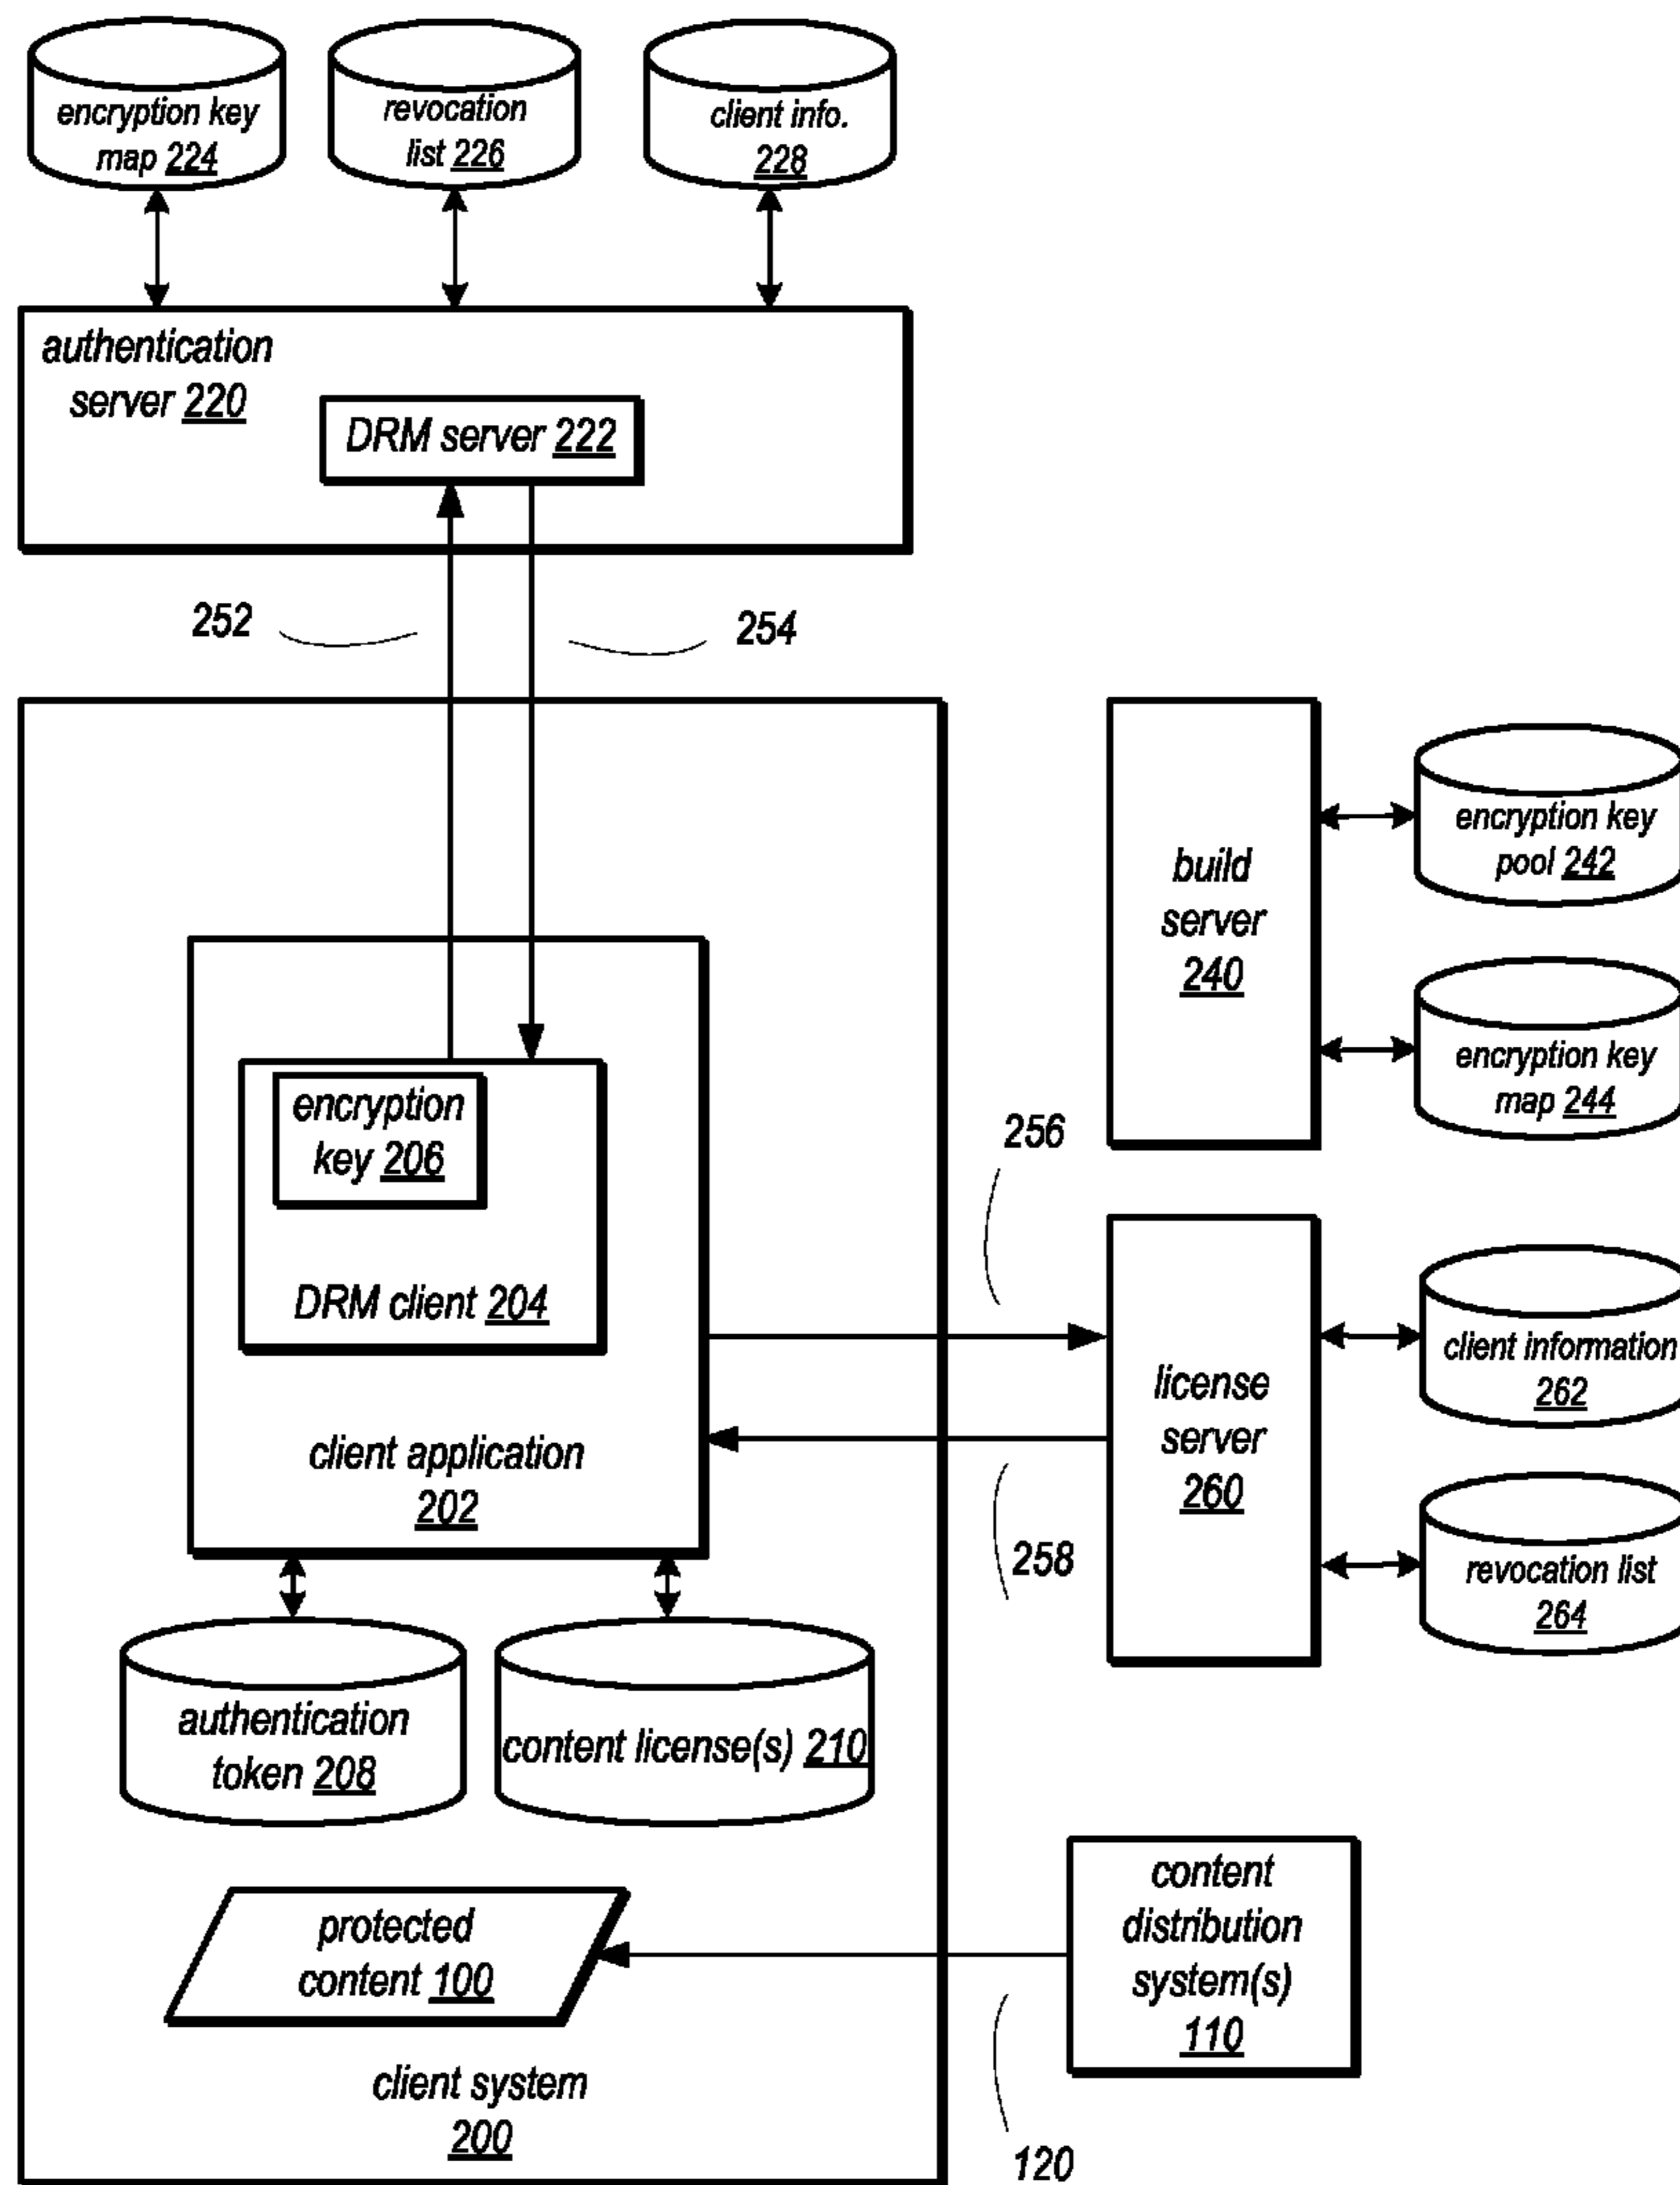 encryption key
map 224
revocation
list 226
client info.
228
authentication
server 220
DRM server 222
252
254
build
server
240
encryption key
pool 242
encryption key
map 244
encryption
key 206
DRM client 204
client application
202
256
258
license
server
260
client information
262
revocation list
264
authentication
token 208
content license(s) 210
protected
content 100
content
distribution
system(s)
110
120
client system
200